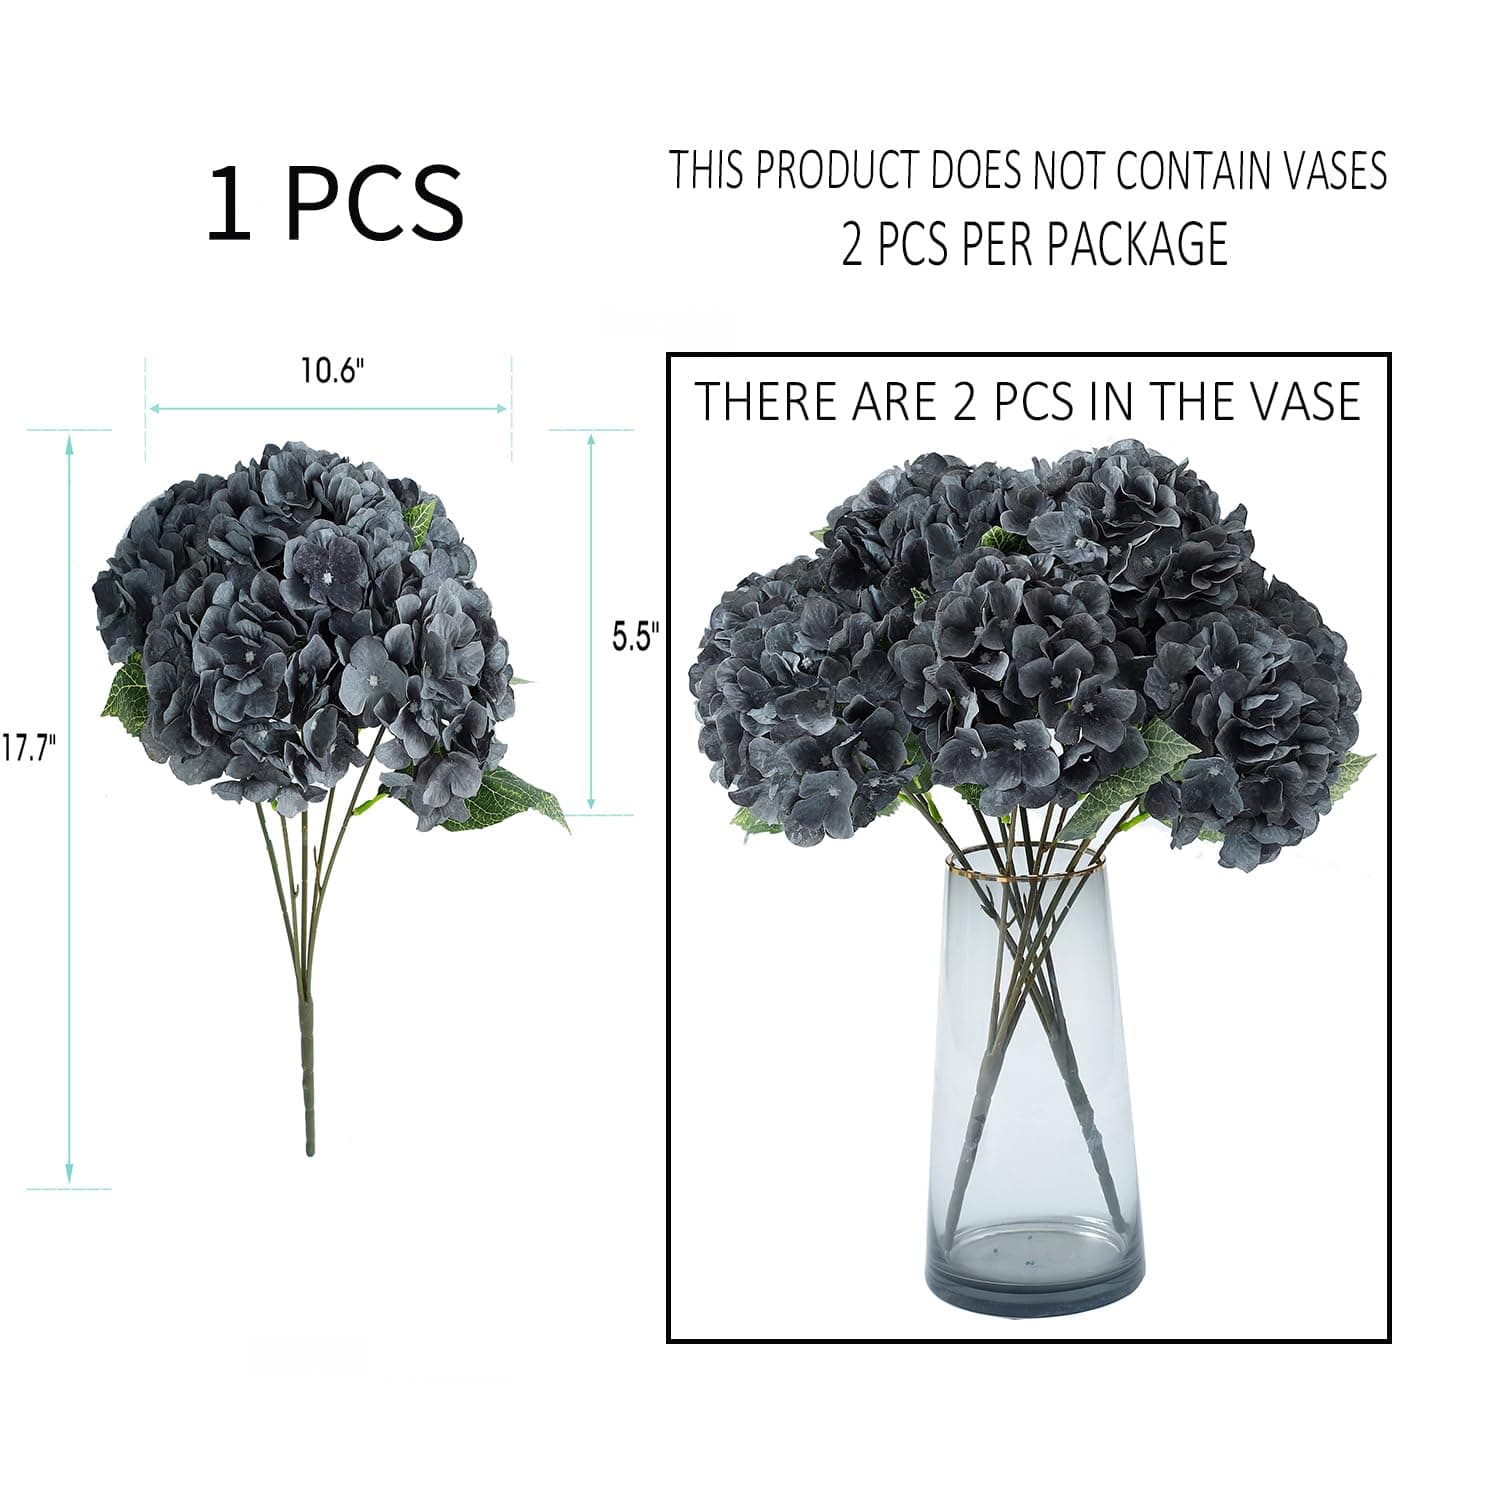 1 PCS
THIS PRODUCT DOES NOT CONTAIN VASES
2 PCS PER PACKAGE
10.6"
THERE ARE 2 PCS IN THE VASE
5.5"
17.7"